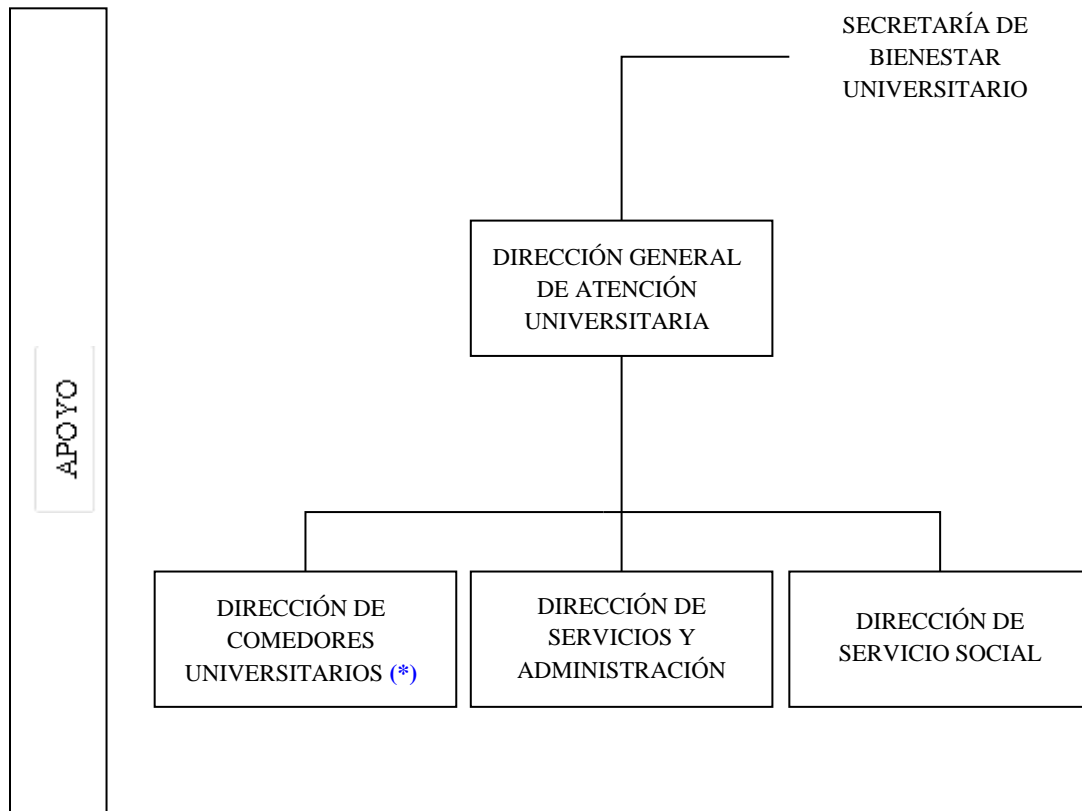 SECRETARÍA DE
BIENESTAR
UNIVERSITARIO
DIRECCIÓN GENERAL
DE ATENCIÓN
UNIVERSITARIA
APOYO
DIRECCIÓN DE
COMEDORES
UNIVERSITARIOS (*)
DIRECCIÓN DE
SERVICIOS Y
ADMINISTRACIÓN
DIRECCIÓN DE
SERVICIO SOCIAL